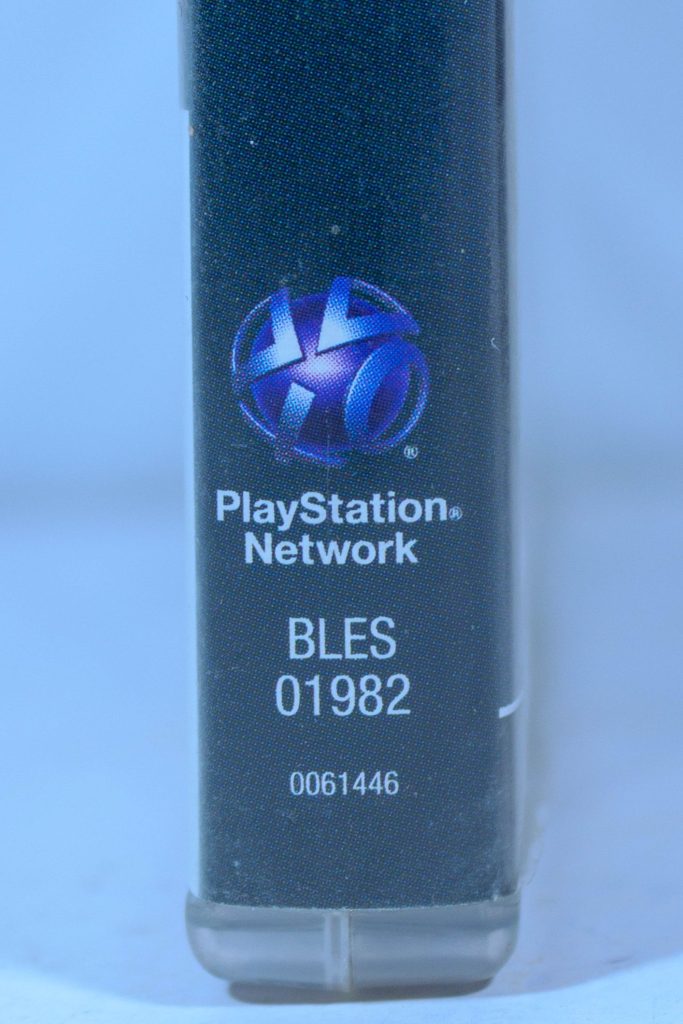 ®
PlayStation®
Network
BLES
01982
0061446